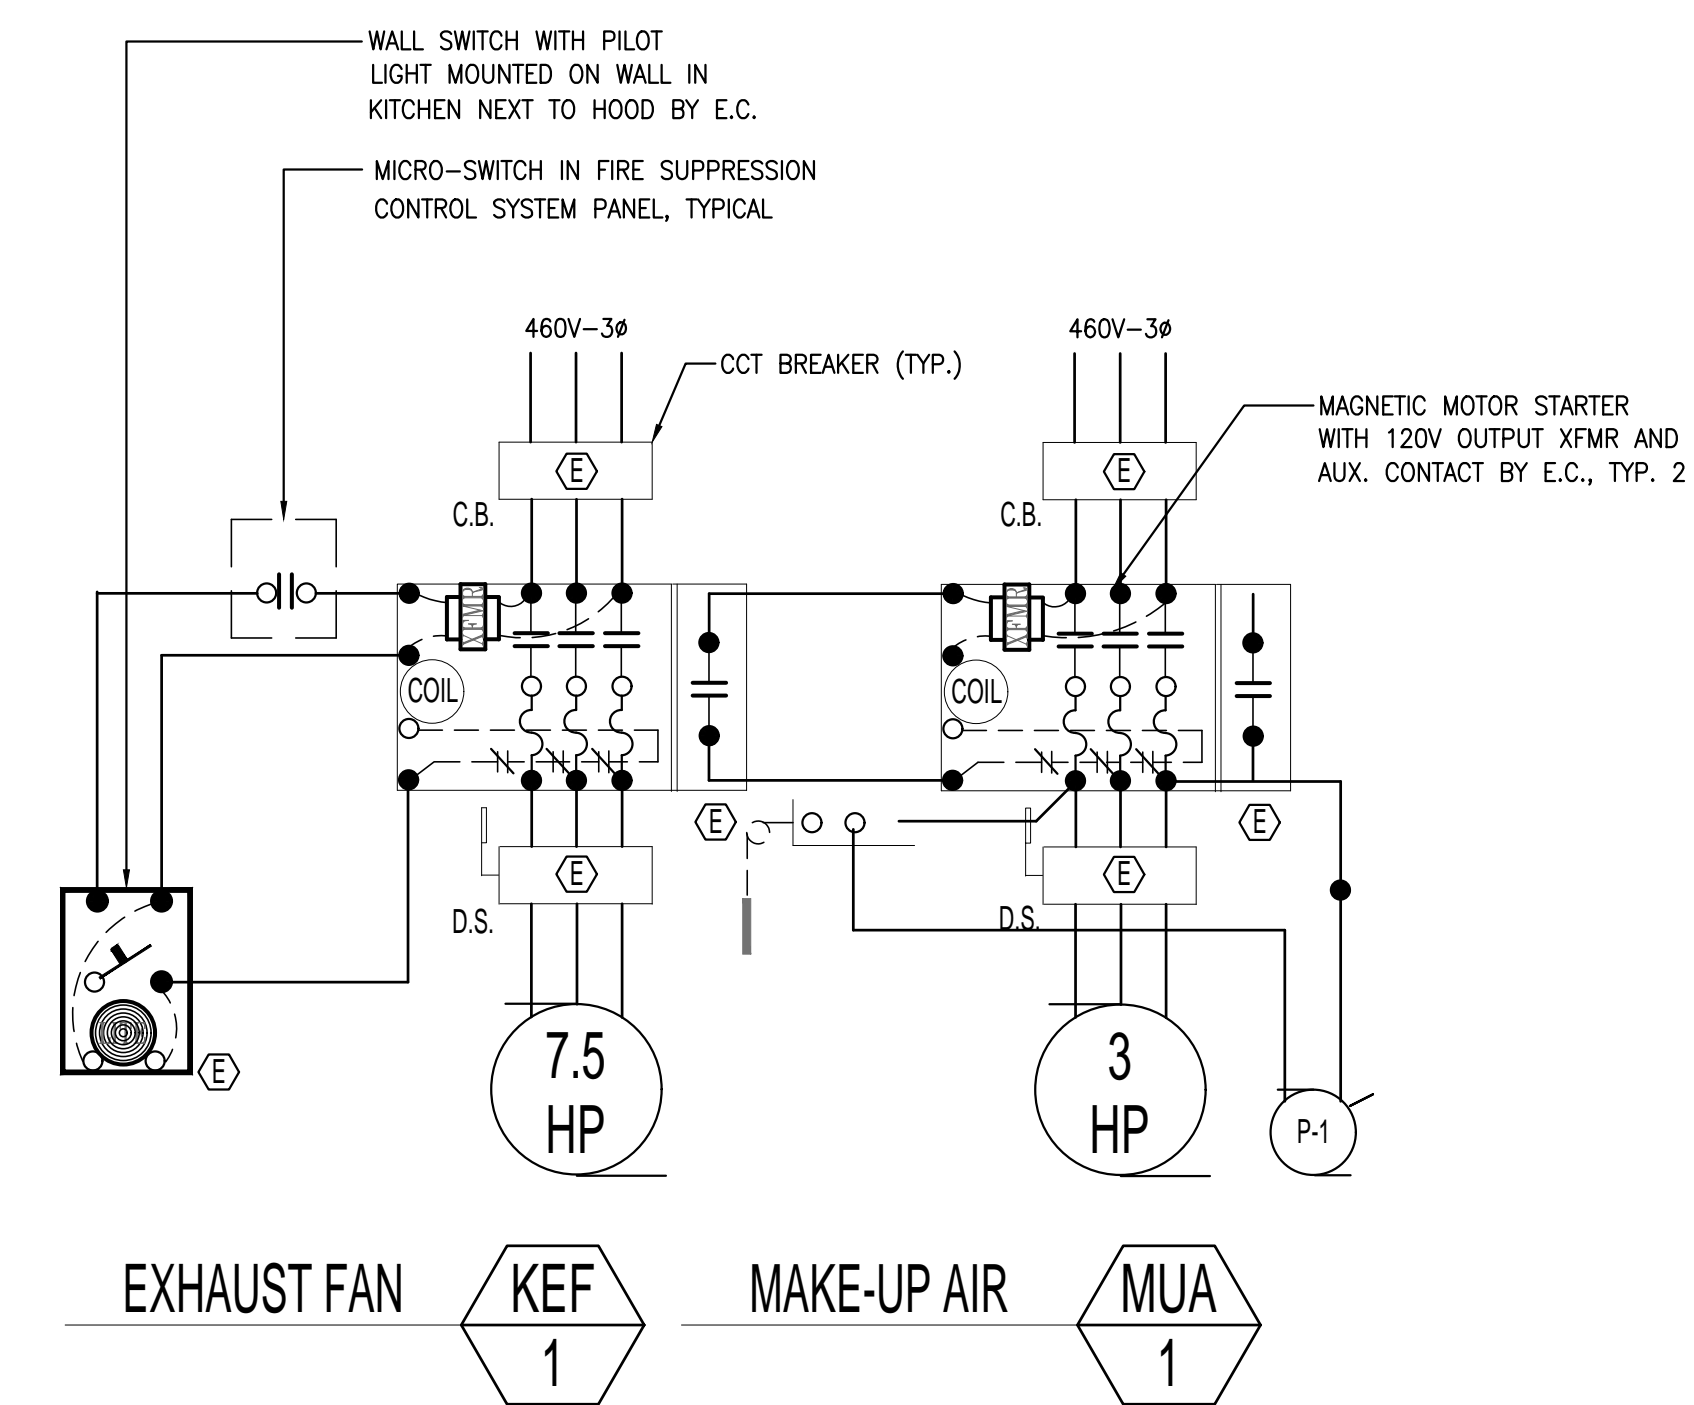 WALL SWITCH WITH PILOT
LIGHT MOUNTED ON WALL IN
KITCHEN NEXT TO HOOD BY E.C.
MICRO-SWITCH IN FIRE SUPPRESSION
CONTROL SYSTEM PANEL, TYPICAL
460V-3ø
460V-3ø
CCT BREAKER (TYP.)
MAGNETIC MOTOR STARTER
WITH 120V OUTPUT XFMR AND
AUX. CONTACT BY E.C., TYP. 2
E
E
C.B.
C.B.
XFMR
XFMR
COIL
COIL
E
E
E
E
D.S.
D.S.
E
7.5
HP
3
HP
P-1
EXHAUST FAN
KEF
1
MAKE-UP AIR
MUA
1